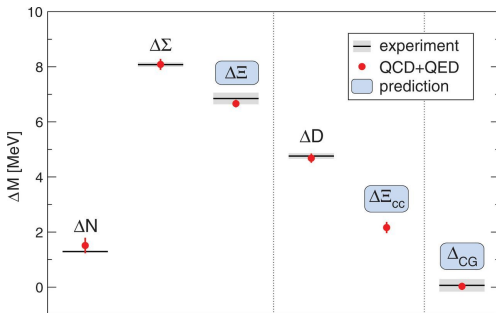 10
8
6
4
2
0
ΔM [MeV]
ΔN
ΔΣ
ΔΞ
ΔD
ΔΞcc
ΔCG
experiment
QCD+QED
prediction